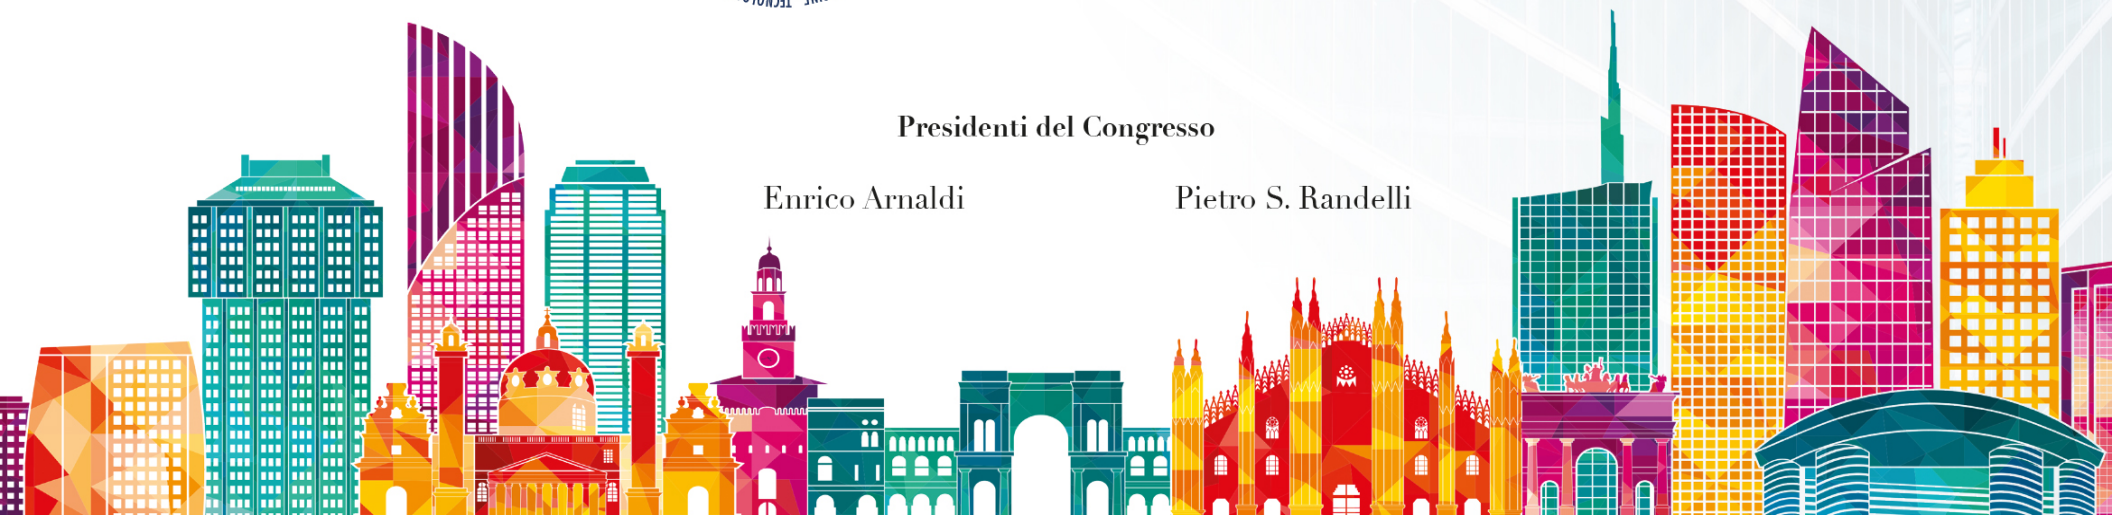 Presidenti del Congresso
Enrico Arnaldi
Pietro S. Randelli